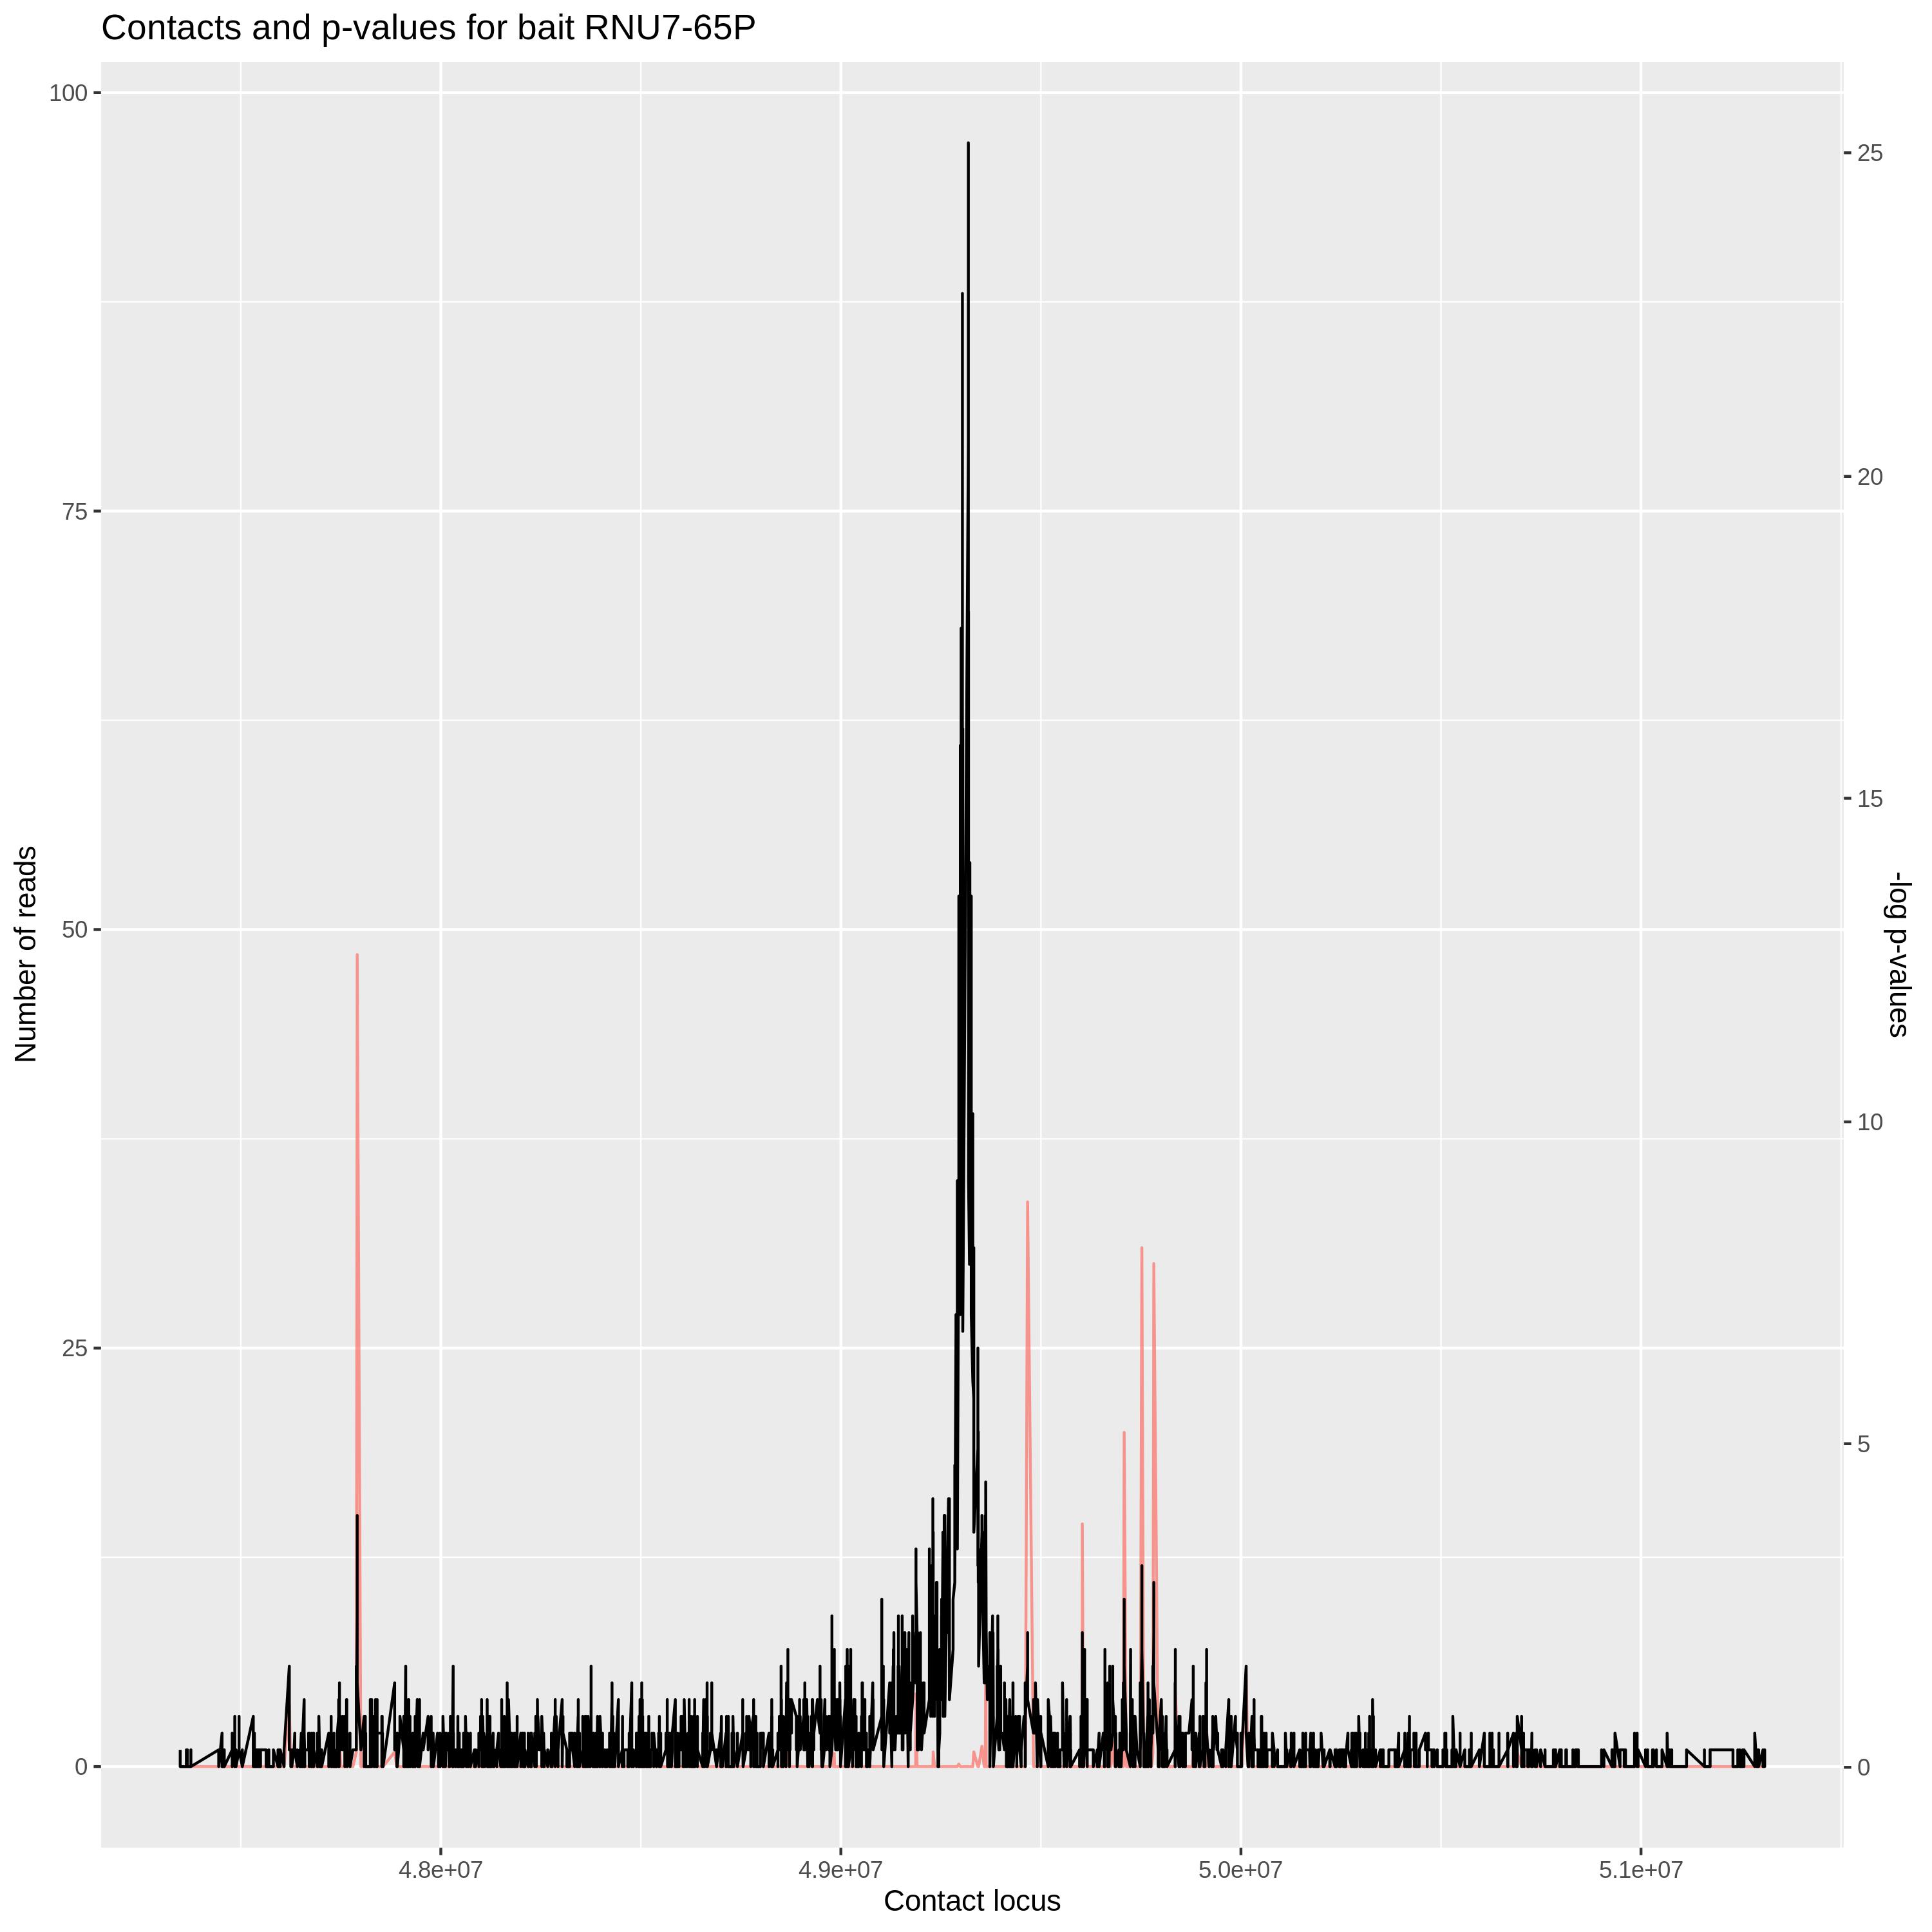 Contacts and p-values for bait RNU7-65P
100
75
50
25
0
Number of reads
25
20
15
10
5
0
-log p-values
4.8e+07
4.9e+07
5.0e+07
5.1e+07
Contact locus